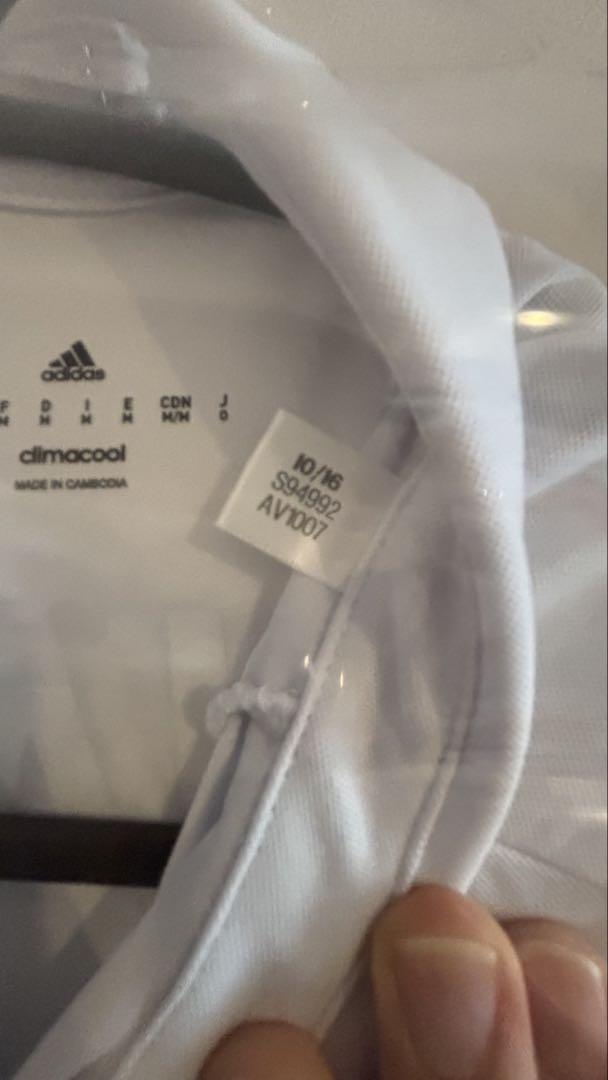 adidas
F D I E CDN J
M M M M M/M O
climacool
MADE IN CAMBODIA
10/16
S94992
AV1007